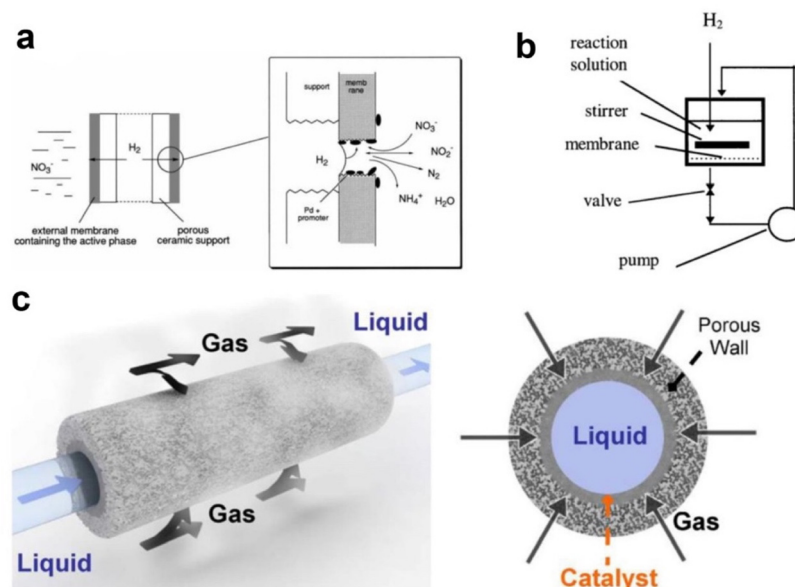 a
NO3-
H2
external membrane
containing the active phase
porous
ceramic support
support
memb
rane
H2
Pd +
promoter
NO3-
NO2-
N2
NH4+
H2O
b
H2
reaction
solution
stirrer
membrane
valve
pump
c
Gas
Liquid
Liquid
Gas
Porous
Wall
Liquid
Gas
Catalyst